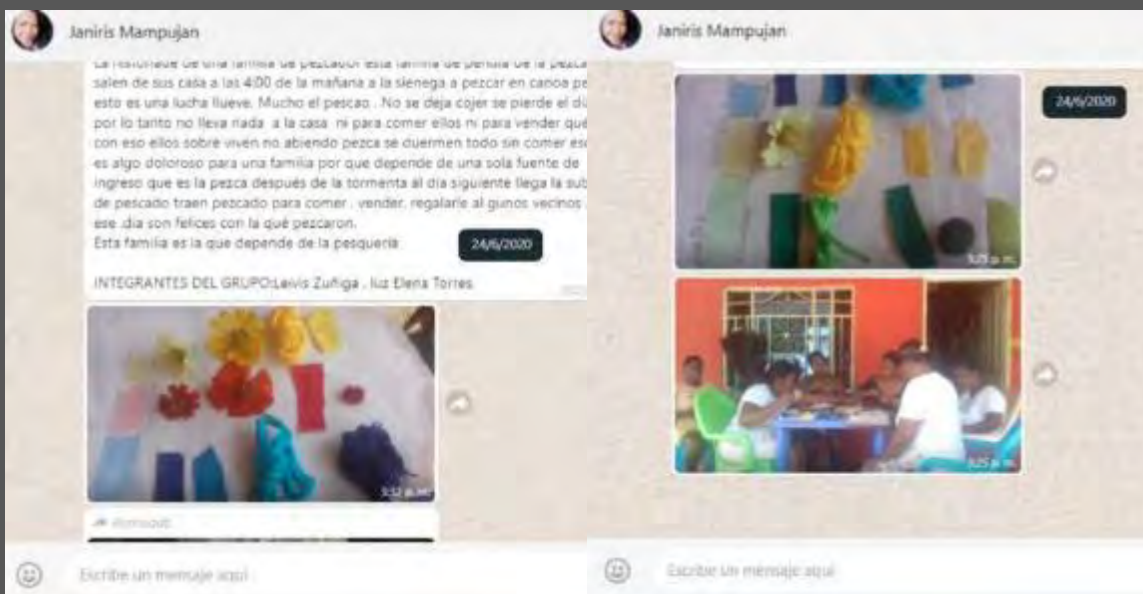 Janiris Mampujan
La historiade de una familia de pezcador esta familia de
salen de sus casa a las 4:00 de la mañana a la sienega a pezcar en canoa pe
esto es una lucha llueve. Mucho el pescao . No se deja cojer se pierde el di
por lo tanto no lleva nada a la casa ni para comer ellos ni para vender que
con eso ellos sobre viven no abiendo pezca se duermen todo sin comer eso
es algo doloroso para una familia por que depende de una sola fuente de
ingreso que es la pezca después de la tormenta al dia siguiente llega la sub
de pescado traen pezcado para comer . vender. regalarle al gunos vecinos
ese .dia son felices con la qué pezcaron.
Esta familia es la que depende de la pesqueria
24/6/2020
INTEGRANTES DEL GRUPO:Leivis Zuñiga , luz Elena Torres
3:12 p. m.
Reenviado
Escribe un mensaje aquí
Janiris Mampujan
24/6/2020
3:25 p. m.
3:25 p. m.
Escribe un mensaje aquí